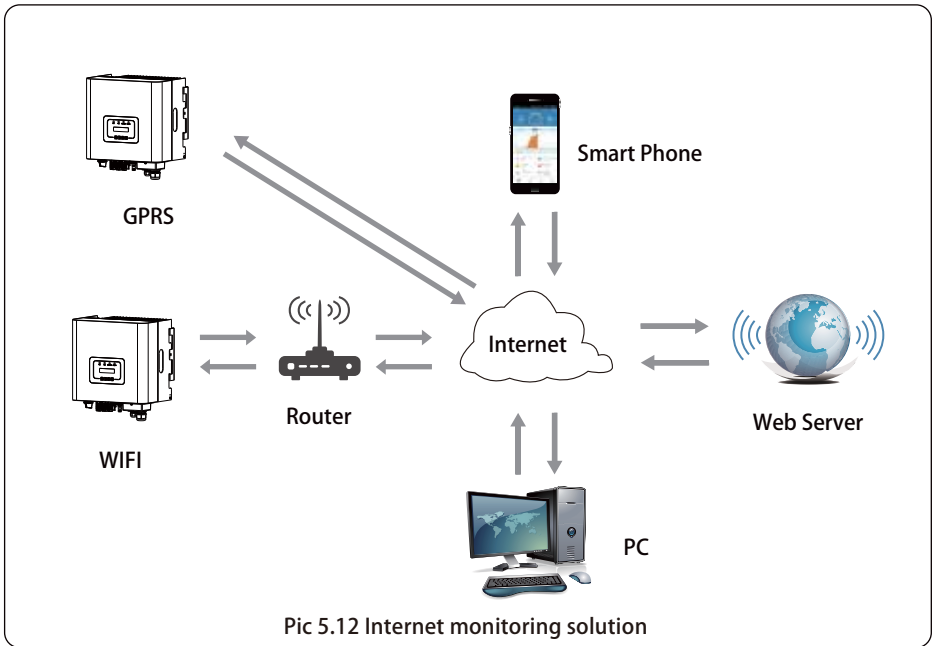 Smart Phone
GPRS
Internet
Router
Web Server
WIFI
PC
Pic 5.12 Internet monitoring solution